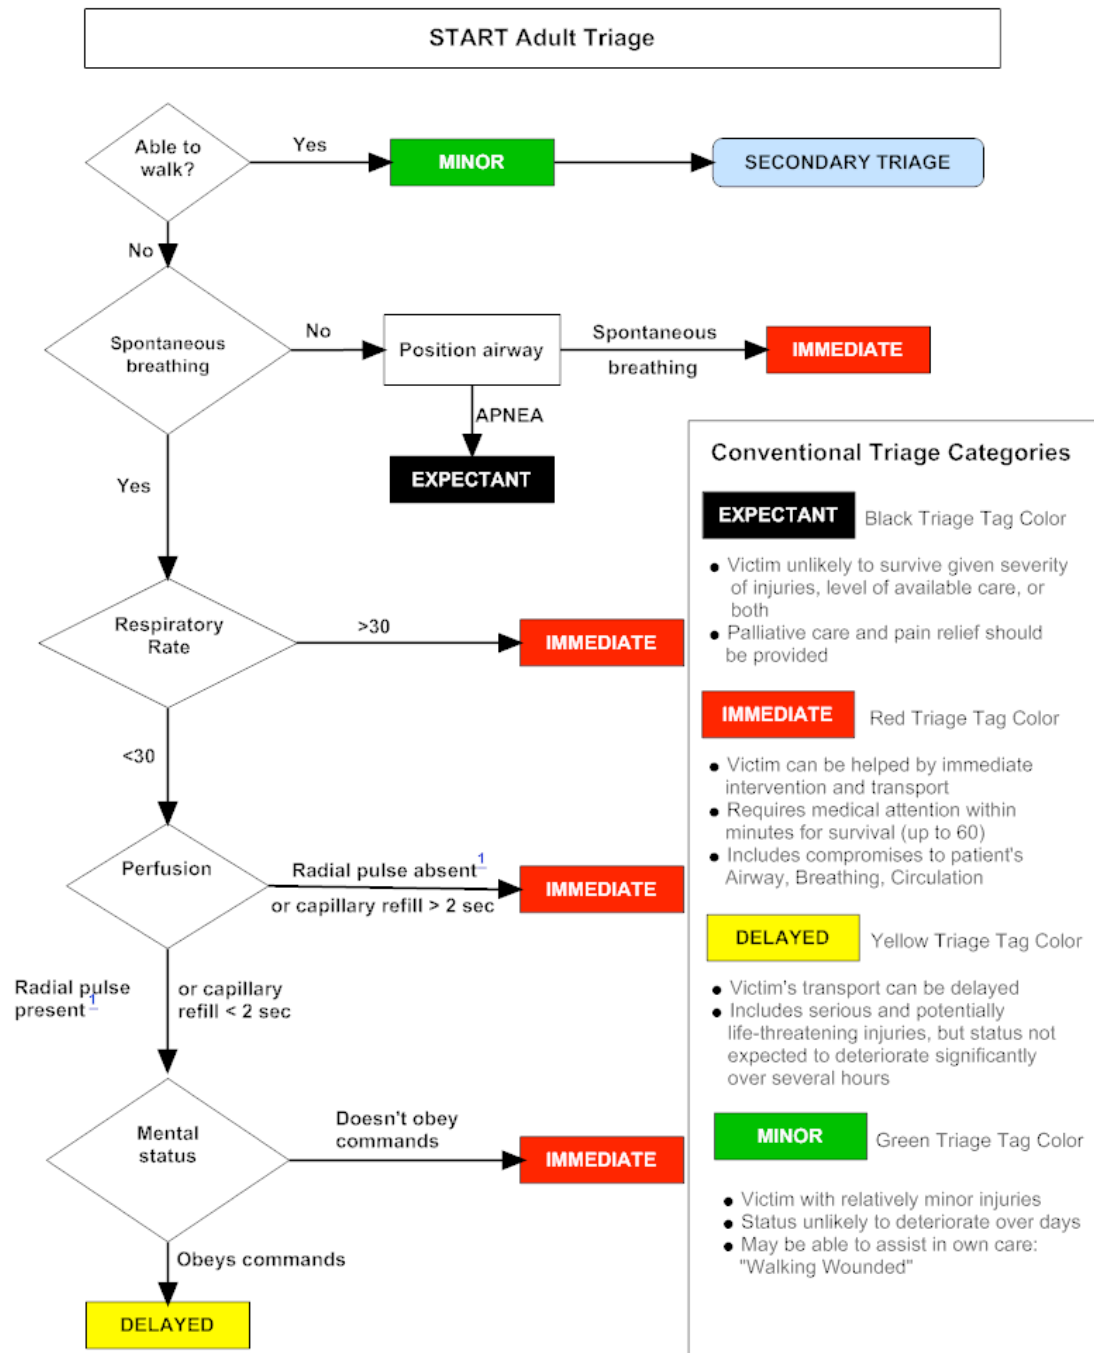 START Adult Triage
Able to
walk?
Yes
MINOR
SECONDARY TRIAGE
No
Spontaneous
breathing
No
Position airway
Spontaneous
breathing
IMMEDIATE
APNEA
EXPECTANT
Yes
Respiratory
Rate
>30
IMMEDIATE
<30
Perfusion
Radial pulse absent1
or capillary refill > 2 sec
IMMEDIATE
Radial pulse
present1
or capillary
refill < 2 sec
Mental
status
Doesn't obey
commands
IMMEDIATE
Obeys commands
DELAYED
Conventional Triage Categories
EXPECTANT Black Triage Tag Color
● Victim unlikely to survive given severity
of injuries, level of available care, or
both
● Palliative care and pain relief should
be provided
IMMEDIATE Red Triage Tag Color
● Victim can be helped by immediate
intervention and transport
● Requires medical attention within
minutes for survival (up to 60)
● Includes compromises to patient's
Airway, Breathing, Circulation
DELAYED Yellow Triage Tag Color
● Victim's transport can be delayed
● Includes serious and potentially
life-threatening injuries, but status not
expected to deteriorate significantly
over several hours
MINOR Green Triage Tag Color
● Victim with relatively minor injuries
● Status unlikely to deteriorate over days
● May be able to assist in own care:
"Walking Wounded"